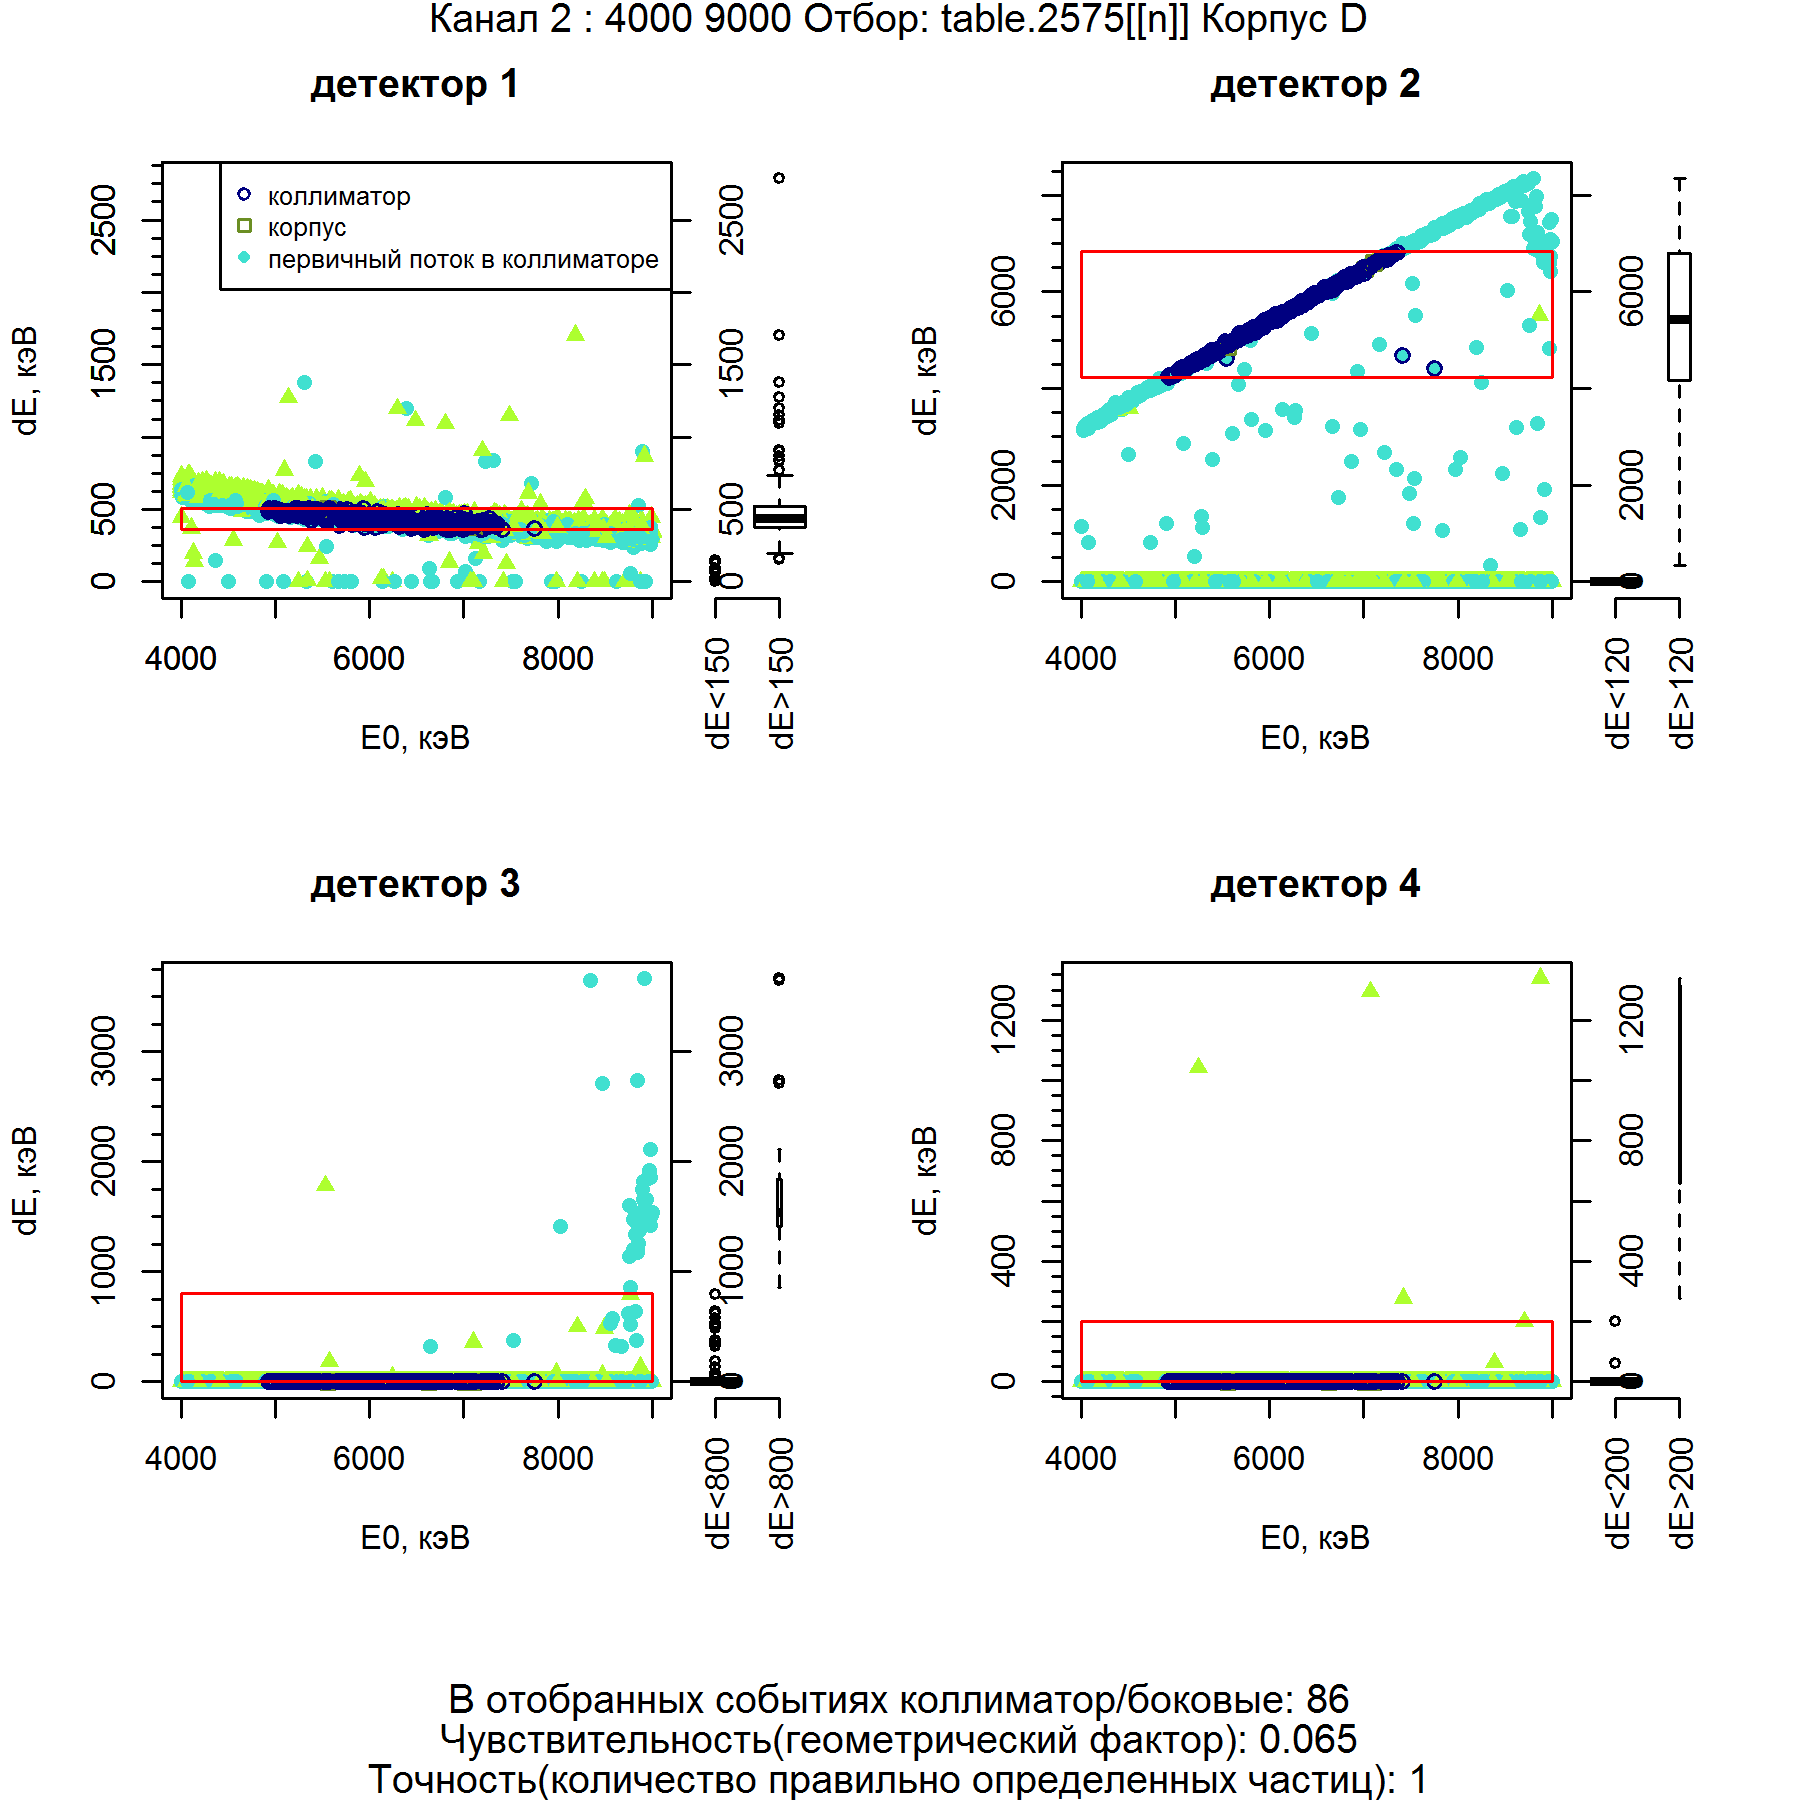 Канал 2 : 4000 9000 Отбор: table.2575[[n]] Корпус D
детектор 1
dE, кэВ
0 500 1500 2500
коллиматор
корпус
первичный поток в коллиматоре
4000 6000 8000
E0, кэВ
0 500 1500 2500
dE<150
dE>150
детектор 2
dE, кэВ
0 2000 6000
4000 6000 8000
E0, кэВ
0 2000 6000
dE<120
dE>120
детектор 3
dE, кэВ
0 1000 2000 3000
4000 6000 8000
E0, кэВ
0 1000 2000 3000
dE<800
dE>800
детектор 4
dE, кэВ
0 400 800 1200
4000 6000 8000
E0, кэВ
0 400 800 1200
dE<200
dE>200
В отобранных событиях коллиматор/боковые: 86
Чувствительность(геометрический фактор): 0.065
Точность(количество правильно определенных частиц): 1